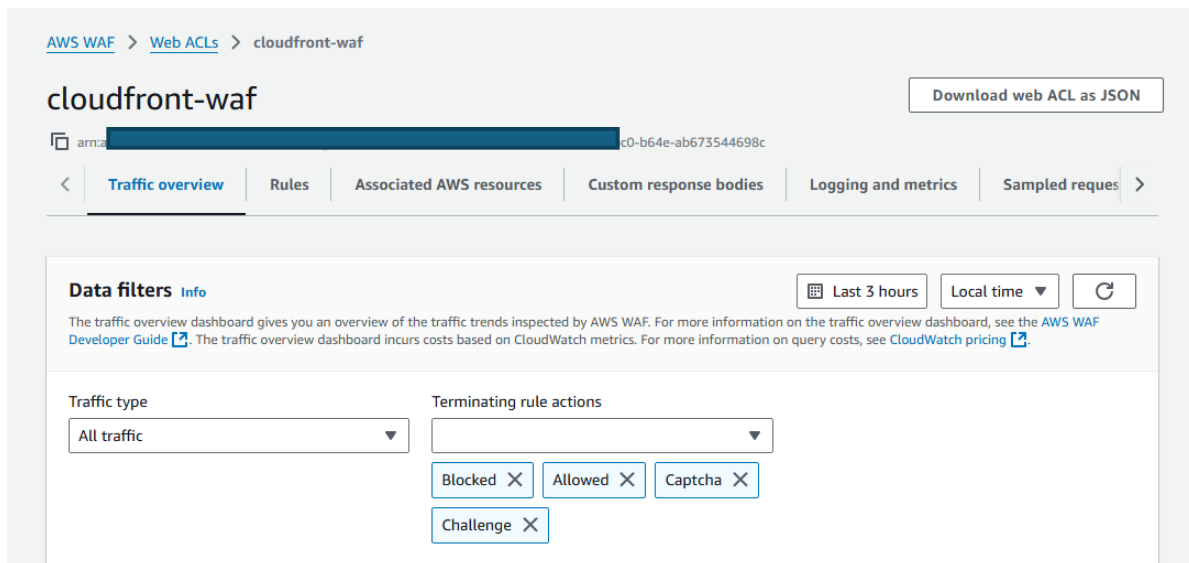 AWS WAF > Web ACLs > cloudfront-waf
cloudfront-waf
Download web ACL as JSON
arn:a c0-b64e-ab673544698c
Traffic overview Rules Associated AWS resources Custom response bodies Logging and metrics Sampled reques
Data filters Info
Last 3 hours Local time
The traffic overview dashboard gives you an overview of the traffic trends inspected by AWS WAF. For more information on the traffic overview dashboard, see the AWS WAF
Developer Guide. The traffic overview dashboard incurs costs based on CloudWatch metrics. For more information on query costs, see CloudWatch pricing.
Traffic type
All traffic
Terminating rule actions
Blocked Allowed Captcha
Challenge